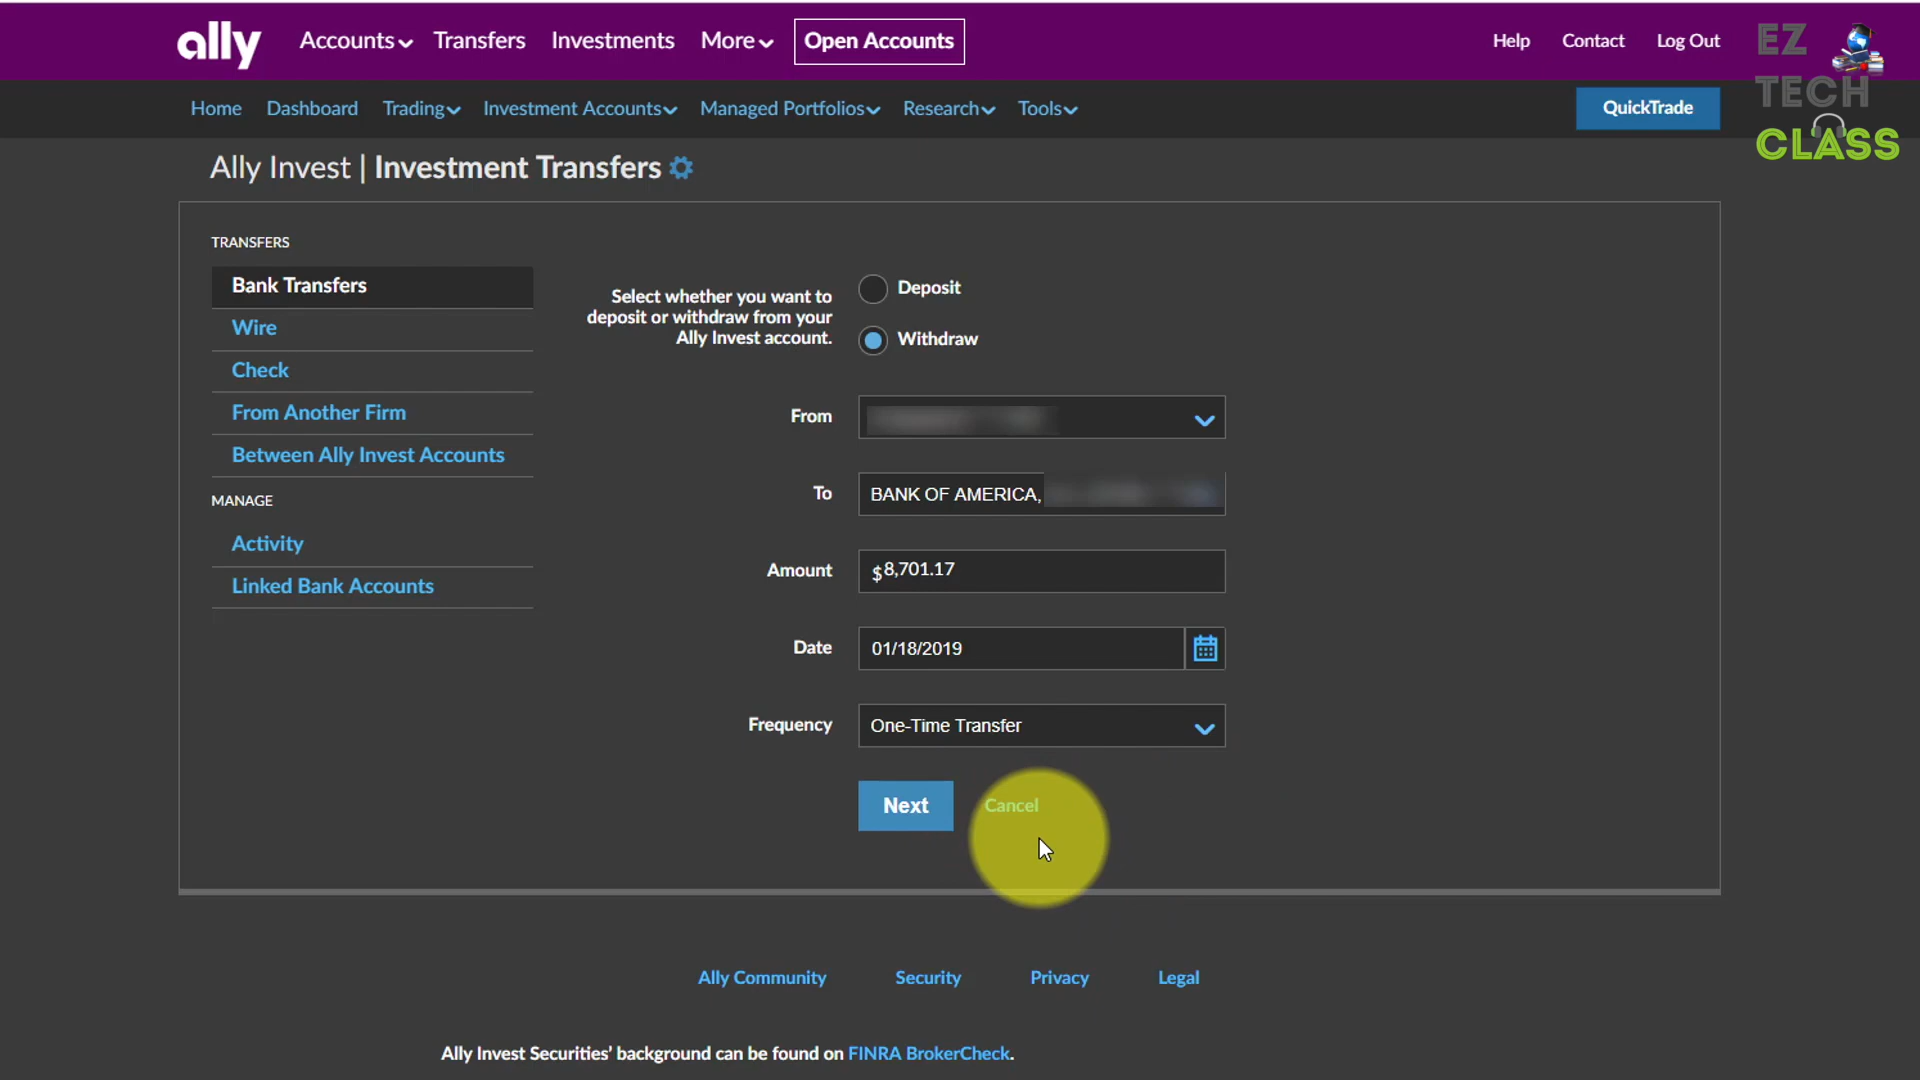 ally Accounts Transfers Investments More Open Accounts Help Contact Log Out
EZ
TECH
CLASS
Home Dashboard Trading Investment Accounts Managed Portfolios Research Tools QuickTrade
Ally Invest | Investment Transfers
TRANSFERS
Bank Transfers
Wire
Check
From Another Firm
Between Ally Invest Accounts
MANAGE
Activity
Linked Bank Accounts
Select whether you want to
deposit or withdraw from your
Ally Invest account.
Deposit
Withdraw
From
To BANK OF AMERICA,
Amount $8,701.17
Date 01/18/2019
Frequency One-Time Transfer
Next Cancel
Ally Community Security Privacy Legal
Ally Invest Securities' background can be found on FINRA BrokerCheck.